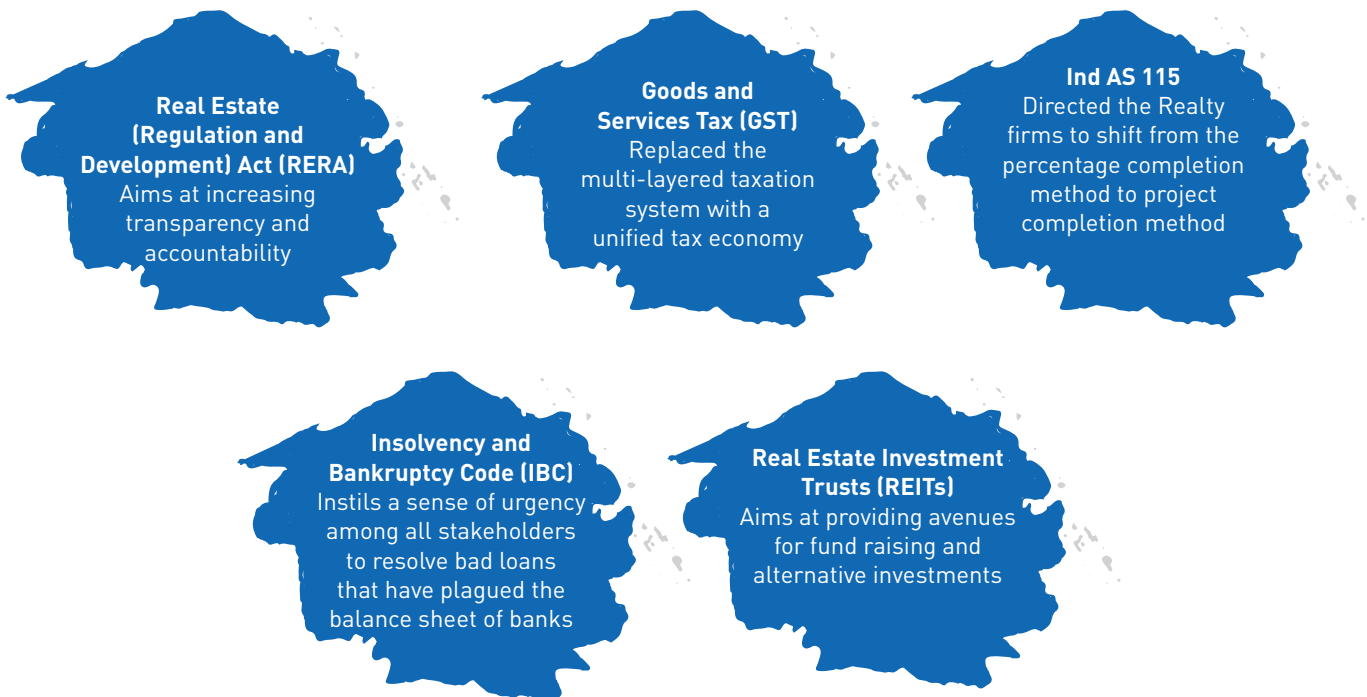 Real Estate
(Regulation and
Development) Act (RERA)
Aims at increasing
transparency and
accountability
Goods and
Services Tax (GST)
Replaced the
multi-layered taxation
system with a
unified tax economy
Ind AS 115
Directed the Realty
firms to shift from the
percentage completion
method to project
completion method
Insolvency and
Bankruptcy Code (IBC)
Instils a sense of urgency
among all stakeholders
to resolve bad loans
that have plagued the
balance sheet of banks
Real Estate Investment
Trusts (REITs)
Aims at providing avenues
for fund raising and
alternative investments